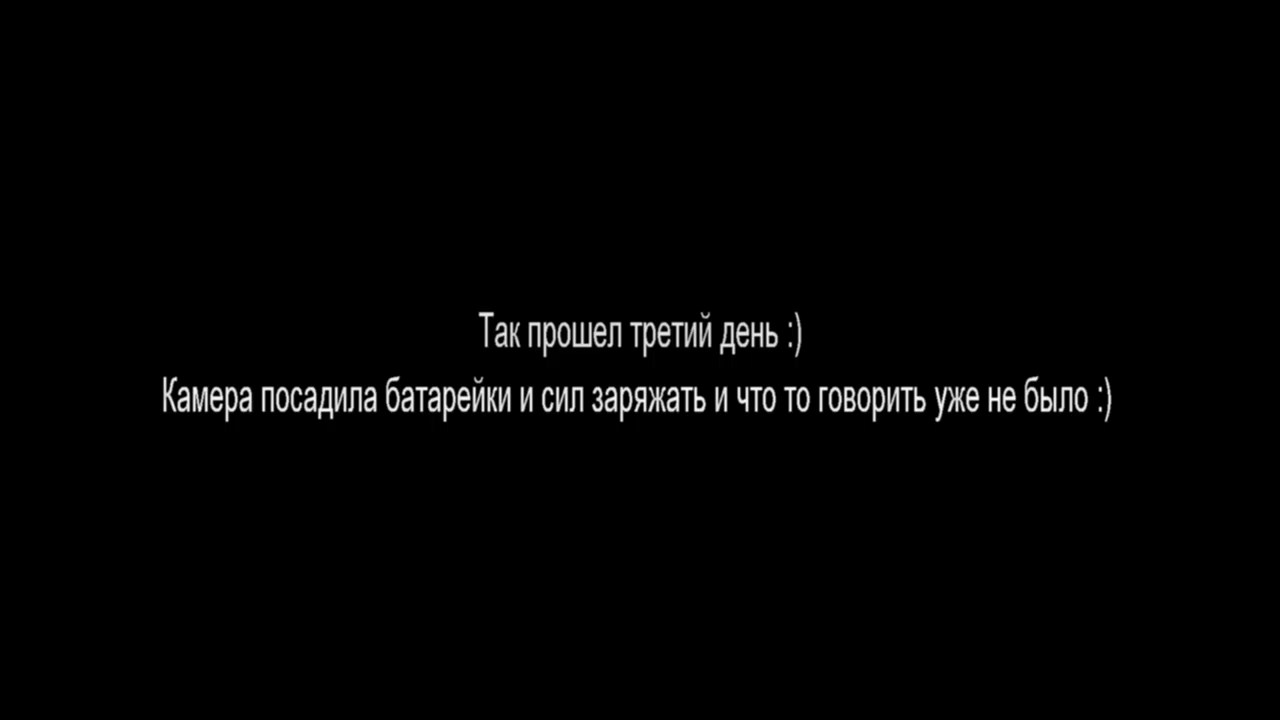 Так прошел третий день :)
Камера посадила батарейки и сил заряжать и что то говорить уже не было :)